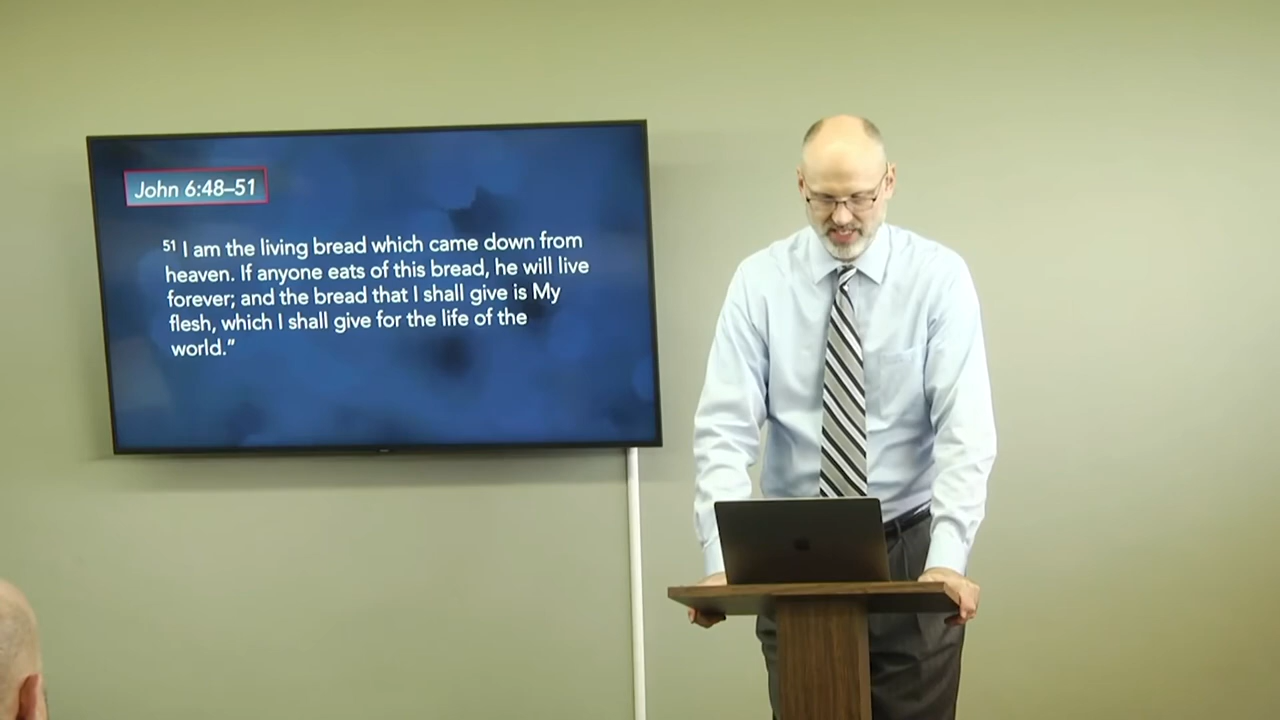 John 6:48–51
51 I am the living bread which came down from
heaven. If anyone eats of this bread, he will live
forever; and the bread that I shall give is My
flesh, which I shall give for the life of the
world.”